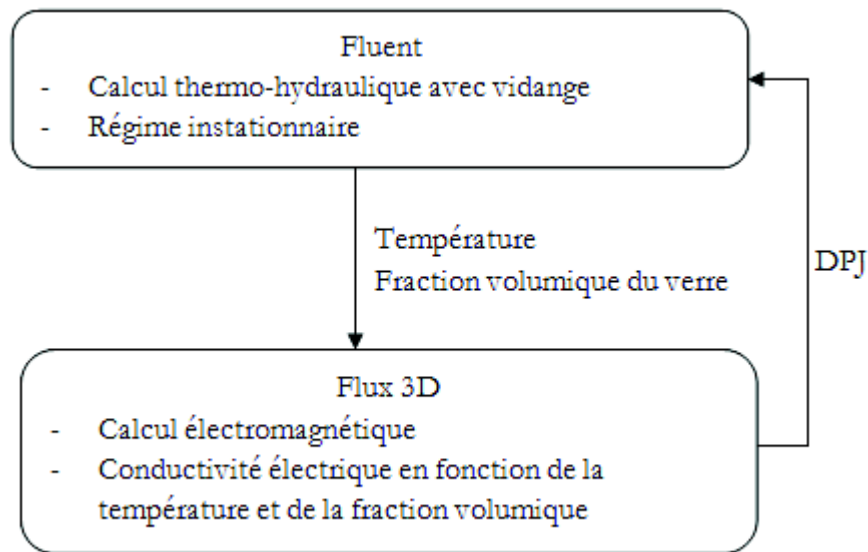 Fluent
- Calcul thermo-hydraulique avec vidange
- Régime instationnaire
Température
Fraction volumique du verre
DPJ
Flux 3D
- Calcul électromagnétique
- Conductivité électrique en fonction de la
température et de la fraction volumique